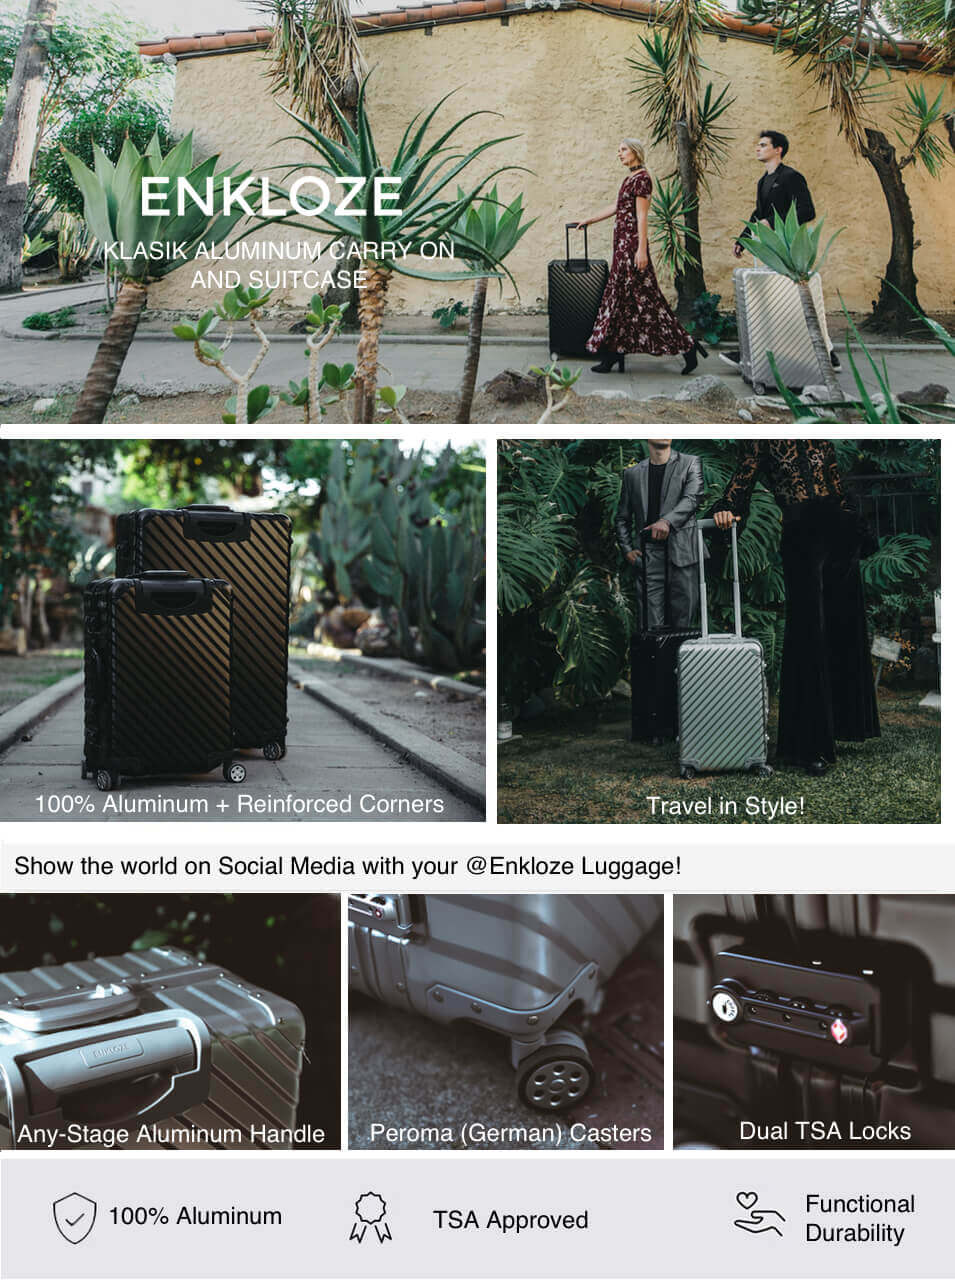 ENKLOZE
KLASIK ALUMINUM CARRY ON
AND SUITCASE
100% Aluminum + Reinforced Corners
Travel in Style!
Show the world on Social Media with your @Enkloze Luggage!
ENKLOZE
Any-Stage Aluminum Handle
Peroma (German) Casters
Dual TSA Locks
100% Aluminum
TSA Approved
Functional
Durability